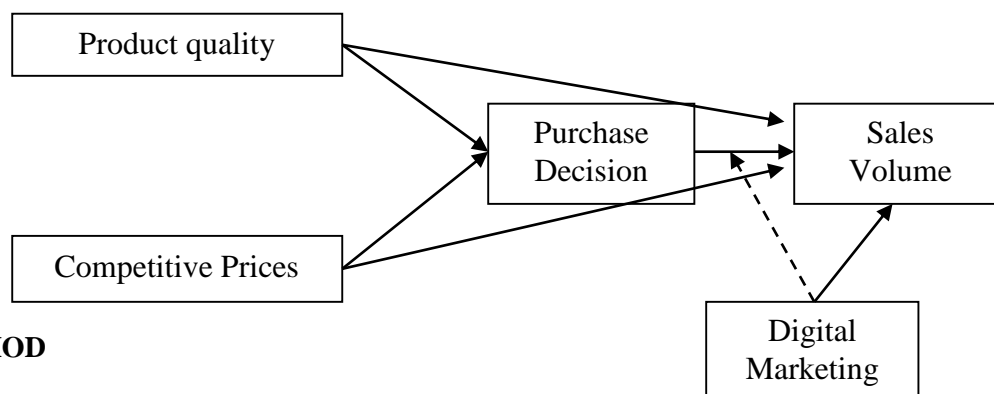 Product quality
Purchase
Decision
Sales
Volume
Competitive Prices
Digital
Marketing